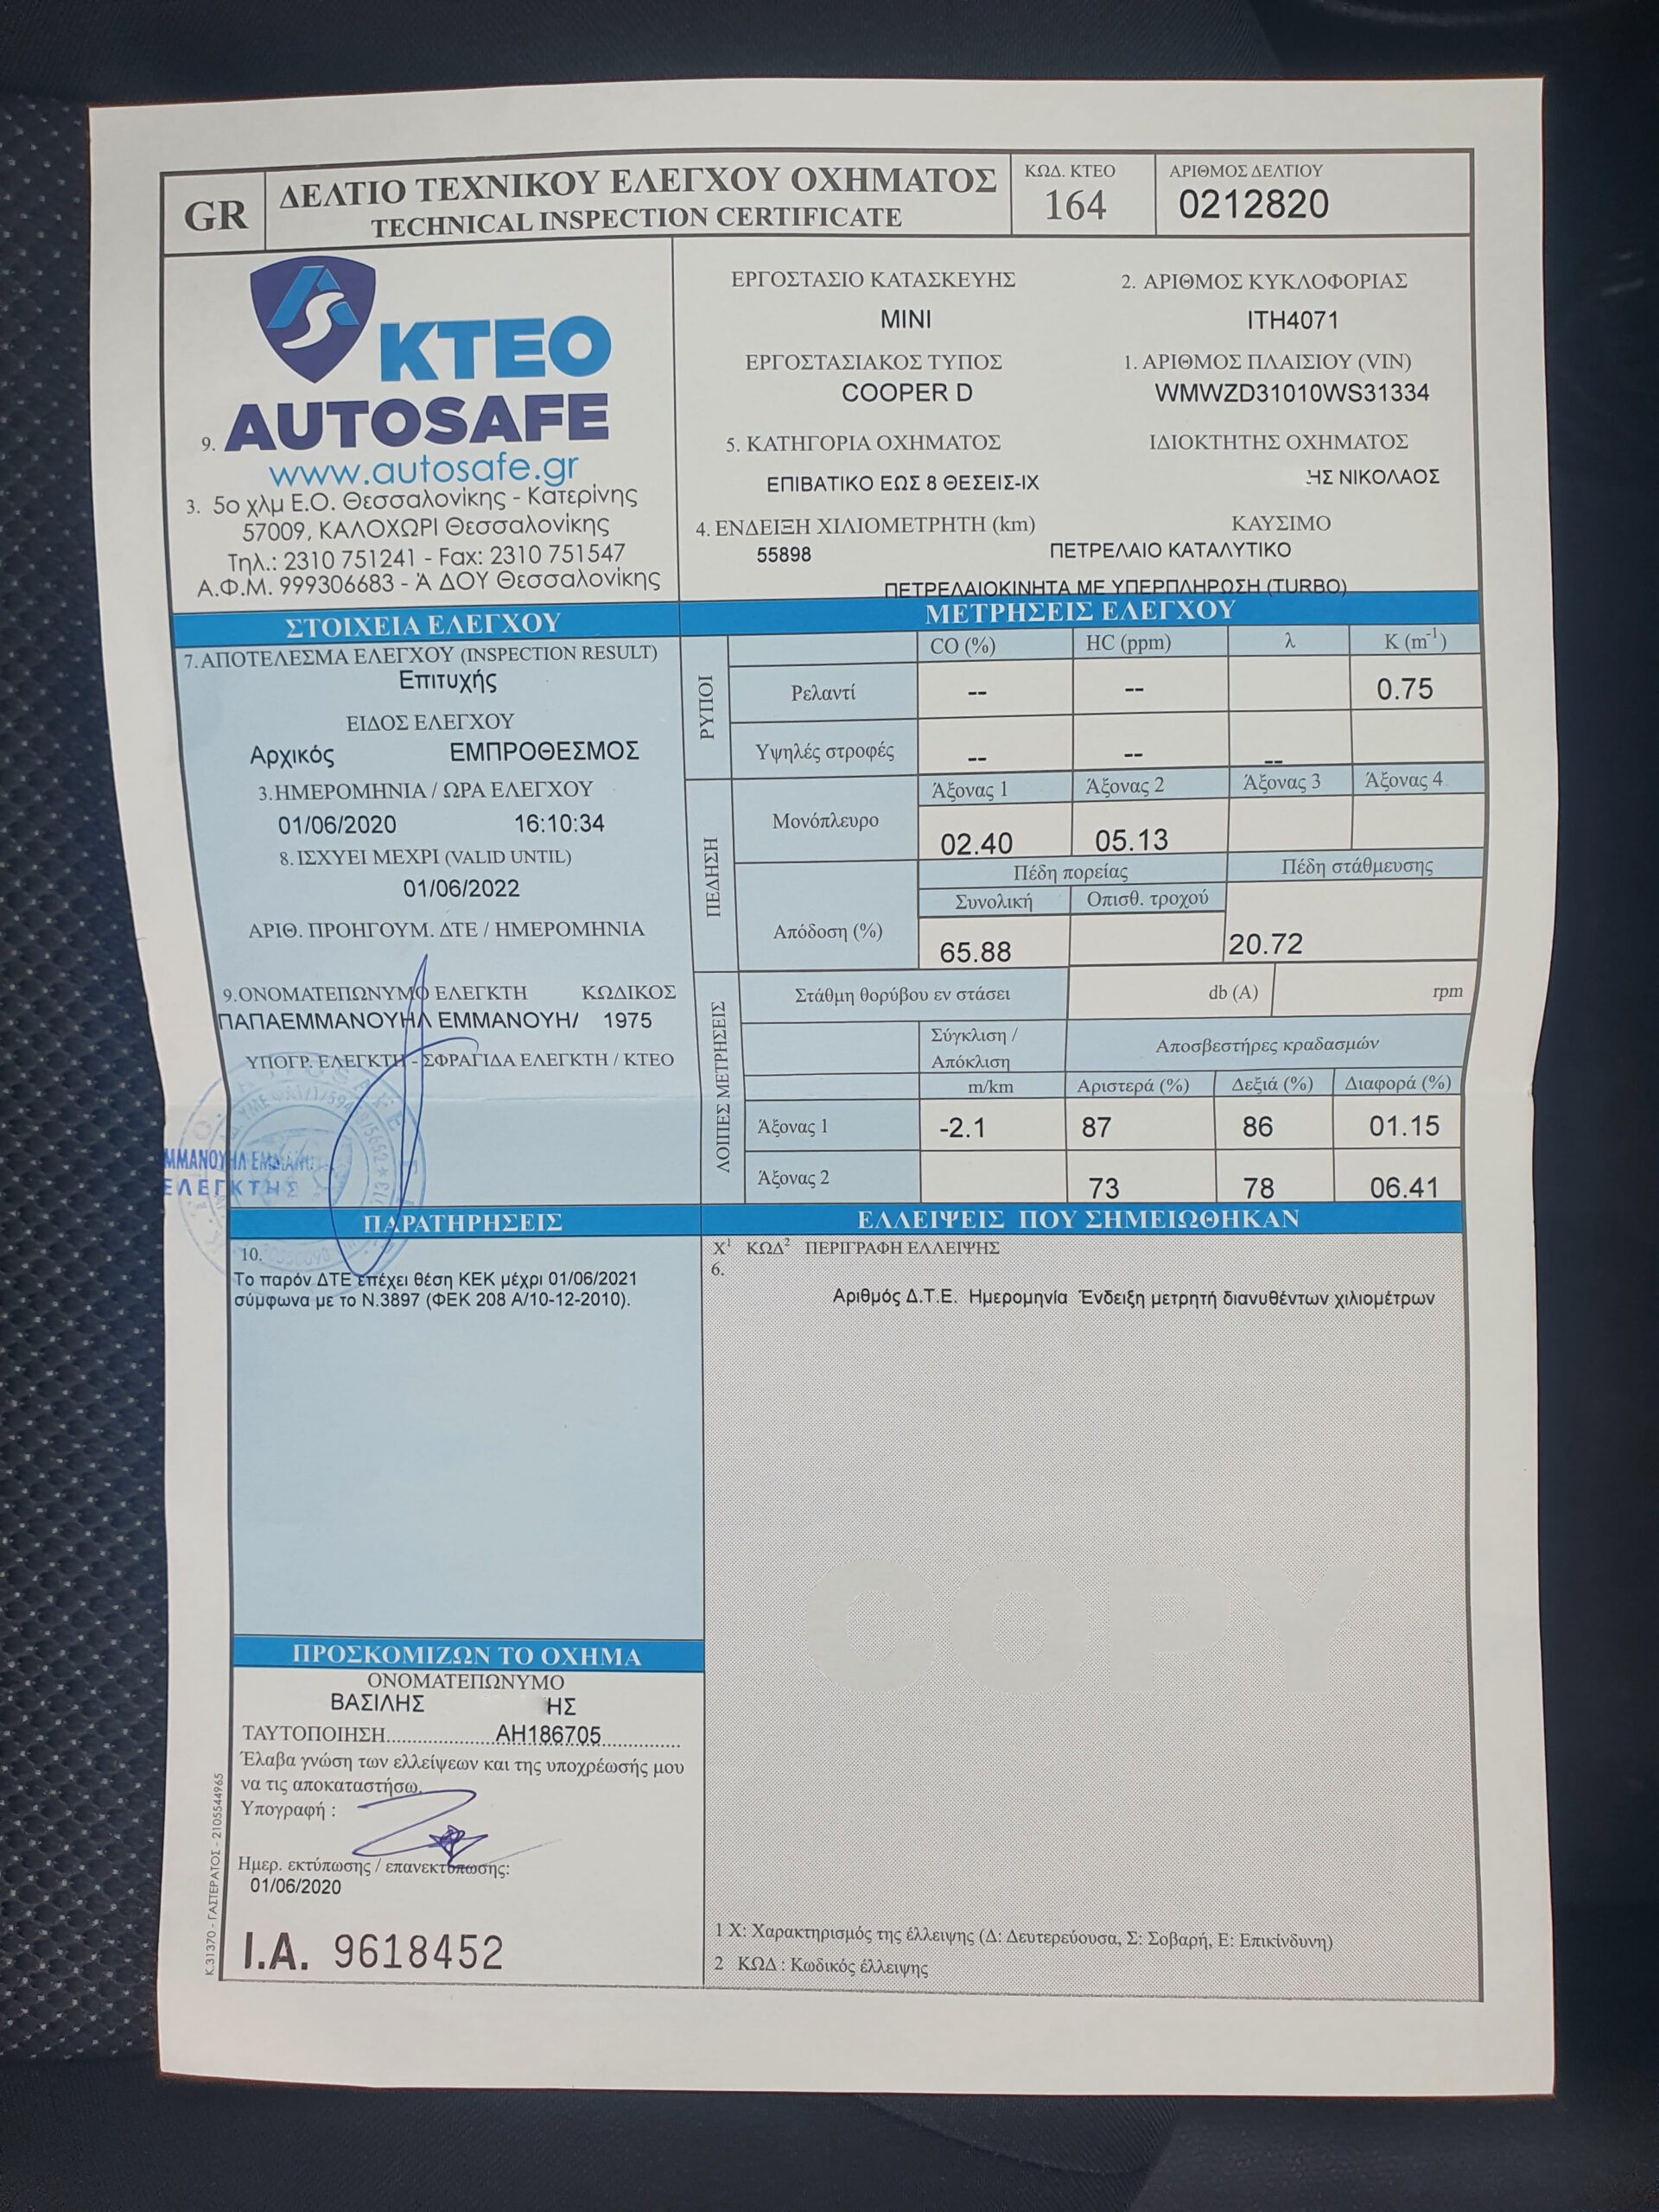 GR
ΔΕΛΤΙΟ ΤΕΧΝΙΚΟΥ ΕΛΕΓΧΟΥ ΟΧΗΜΑΤΟΣ
TECHNICAL INSPECTION CERTIFICATE
ΚΩΔ. ΚΤΕΟ
164
ΑΡΙΘΜΟΣ ΔΕΛΤΙΟΥ
0212820
ΚΤΕΟ
9. AUTOSAFE
www.autosafe.gr
3. 5ο χλμ Ε.Ο. Θεσσαλονίκης - Κατερίνης
57009, ΚΑΛΟΧΩΡΙ Θεσσαλονίκης
Τηλ.: 2310 751241 - Fax: 2310 751547
Α.Φ.Μ. 999306683 - Ά ΔΟΥ Θεσσαλονίκης
ΕΡΓΟΣΤΑΣΙΟ ΚΑΤΑΣΚΕΥΗΣ
MINI
2. ΑΡΙΘΜΟΣ ΚΥΚΛΟΦΟΡΙΑΣ
ΙΤΗ4071
ΕΡΓΟΣΤΑΣΙΑΚΟΣ ΤΥΠΟΣ
COOPER D
1. ΑΡΙΘΜΟΣ ΠΛΑΙΣΙΟΥ (VIN)
WMWZD31010WS31334
5. ΚΑΤΗΓΟΡΙΑ ΟΧΗΜΑΤΟΣ
ΕΠΙΒΑΤΙΚΟ ΕΩΣ 8 ΘΕΣΕΙΣ-ΙΧ
ΙΔΙΟΚΤΗΤΗΣ ΟΧΗΜΑΤΟΣ
ΗΣ ΝΙΚΟΛΑΟΣ
4. ΕΝΔΕΙΞΗ ΧΙΛΙΟΜΕΤΡΗΤΗ (km)
55898
ΚΑΥΣΙΜΟ
ΠΕΤΡΕΛΑΙΟ ΚΑΤΑΛΥΤΙΚΟ
ΠΕΤΡΕΛΑΙΟΚΙΝΗΤΑ ΜΕ ΥΠΕΡΠΛΗΡΩΣΗ (TURBO)
ΣΤΟΙΧΕΙΑ ΕΛΕΓΧΟΥ
7.ΑΠΟΤΕΛΕΣΜΑ ΕΛΕΓΧΟΥ (INSPECTION RESULT)
Επιτυχής
ΕΙΔΟΣ ΕΛΕΓΧΟΥ
Αρχικός ΕΜΠΡΟΘΕΣΜΟΣ
3.ΗΜΕΡΟΜΗΝΙΑ / ΩΡΑ ΕΛΕΓΧΟΥ
01/06/2020 16:10:34
8. ΙΣΧΥΕΙ ΜΕΧΡΙ (VALID UNTIL)
01/06/2022
ΑΡΙΘ. ΠΡΟΗΓΟΥΜ. ΔΤΕ / ΗΜΕΡΟΜΗΝΙΑ
9.ΟΝΟΜΑΤΕΠΩΝΥΜΟ ΕΛΕΓΚΤΗ ΚΩΔΙΚΟΣ
ΠΑΠΑΕΜΜΑΝΟΥΗΛ ΕΜΜΑΝΟΥΗΛ 1975
ΥΠΟΓΡ. ΕΛΕΓΚΤΗ - ΣΦΡΑΓΙΔΑ ΕΛΕΓΚΤΗ / ΚΤΕΟ
ΕΛΕΓΚΤΗΣ
ΜΕΤΡΗΣΕΙΣ ΕΛΕΓΧΟΥ
ΡΥΠΟΙ
CO (%) HC (ppm) λ K (m-1)
Ρελαντί -- -- 0.75
Υψηλές στροφές -- -- --
ΠΕΔΗΣΗ
Άξονας 1 Άξονας 2 Άξονας 3 Άξονας 4
Μονόπλευρο 02.40 05.13
Πέδη πορείας Πέδη στάθμευσης
Συνολική Οπισθ. τροχού
Απόδοση (%) 65.88 20.72
ΛΟΙΠΕΣ ΜΕΤΡΗΣΕΙΣ
Στάθμη θορύβου εν στάσει db (A) rpm
Σύγκλιση / Απόκλιση
Αποσβεστήρες κραδασμών
m/km Αριστερά (%) Δεξιά (%) Διαφορά (%)
Άξονας 1 -2.1 87 86 01.15
Άξονας 2 73 78 06.41
ΠΑΡΑΤΗΡΗΣΕΙΣ
10.
Το παρόν ΔΤΕ επέχει θέση ΚΕΚ μέχρι 01/06/2021
σύμφωνα με το Ν.3897 (ΦΕΚ 208 Α/10-12-2010).
ΕΛΛΕΙΨΕΙΣ ΠΟΥ ΣΗΜΕΙΩΘΗΚΑΝ
Χ1 ΚΩΔ2 ΠΕΡΙΓΡΑΦΗ ΕΛΛΕΙΨΗΣ
6.
Αριθμός Δ.Τ.Ε. Ημερομηνία Ένδειξη μετρητή διανυθέντων χιλιομέτρων
COPY
ΠΡΟΣΚΟΜΙΖΩΝ ΤΟ ΟΧΗΜΑ
ΟΝΟΜΑΤΕΠΩΝΥΜΟ
ΒΑΣΙΛΗΣ ΗΣ
ΤΑΥΤΟΠΟΙΗΣΗ....................ΑΗ186705
Έλαβα γνώση των ελλείψεων και της υποχρέωσής μου
να τις αποκαταστήσω.
Υπογραφή :
Ημερ. εκτύπωσης / επανεκτύπωσης:
01/06/2020
Ι.Α. 9618452
Κ.31370 - ΓΑΣΤΕΡΑΤΟΣ - 2105544965
1 Χ: Χαρακτηρισμός της έλλειψης (Δ: Δευτερεύουσα, Σ: Σοβαρή, Ε: Επικίνδυνη)
2 ΚΩΔ : Κωδικός έλλειψης